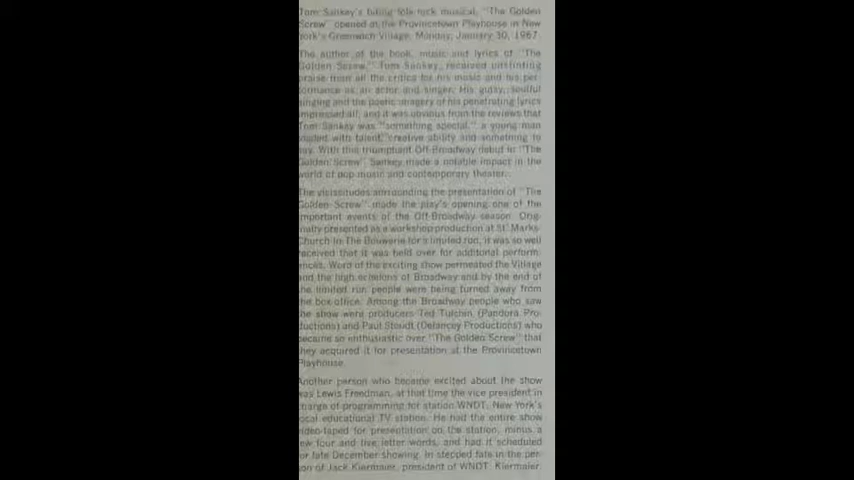 Tom Sankey's biting folk rock musical, "The Golden
Screw" opened at the Provincetown Playhouse in New
York's Greenwich Village, Monday, January 30, 1967.
The author of the book, music and lyrics of "The
Golden Screw," Tom Sankey, received unstinting
praise from all the critics for his music and his per-
formance as an actor and singer. His gutsy, soulful
singing and the poetic imagery of his penetrating lyrics
impressed all, and it was obvious from the reviews that
Tom Sankey was "something special," a young man
loaded with talent, creative ability and something to
say. With this triumphant Off-Broadway debut in "The
Golden Screw", Sankey made a notable impact in the
world of pop music and contemporary theater.
The vicissitudes surrounding the presentation of "The
Golden Screw" made the play's opening one of the
important events of the Off-Broadway season. Orig-
inally presented as a workshop production at St. Marks
Church In The Bouwerie for a limited run, it was so well
received that it was held over for additonal perform-
ances. Word of the exciting show permeated the Village
and the high echelons of Broadway and by the end of
the limited run people were being turned away from
the box office. Among the Broadway people who saw
the show were producers Ted Tulchin (Pandora Pro-
ductions) and Paul Stoudt (Delancey Productions) who
became so enthusiastic over "The Golden Screw" that
they acquired it for presentation at the Provincetown
Playhouse.
Another person who became excited about the show
was Lewis Freedman, at that time the vice president in
charge of programming for station WNDT, New York's
local educational TV station. He had the entire show
video-taped for presentation on the station, minus a
few four and five letter words, and had it scheduled
for late December showing. In stepped fate in the per-
son of Jack Kiermaier, president of WNDT. Kiermaier,